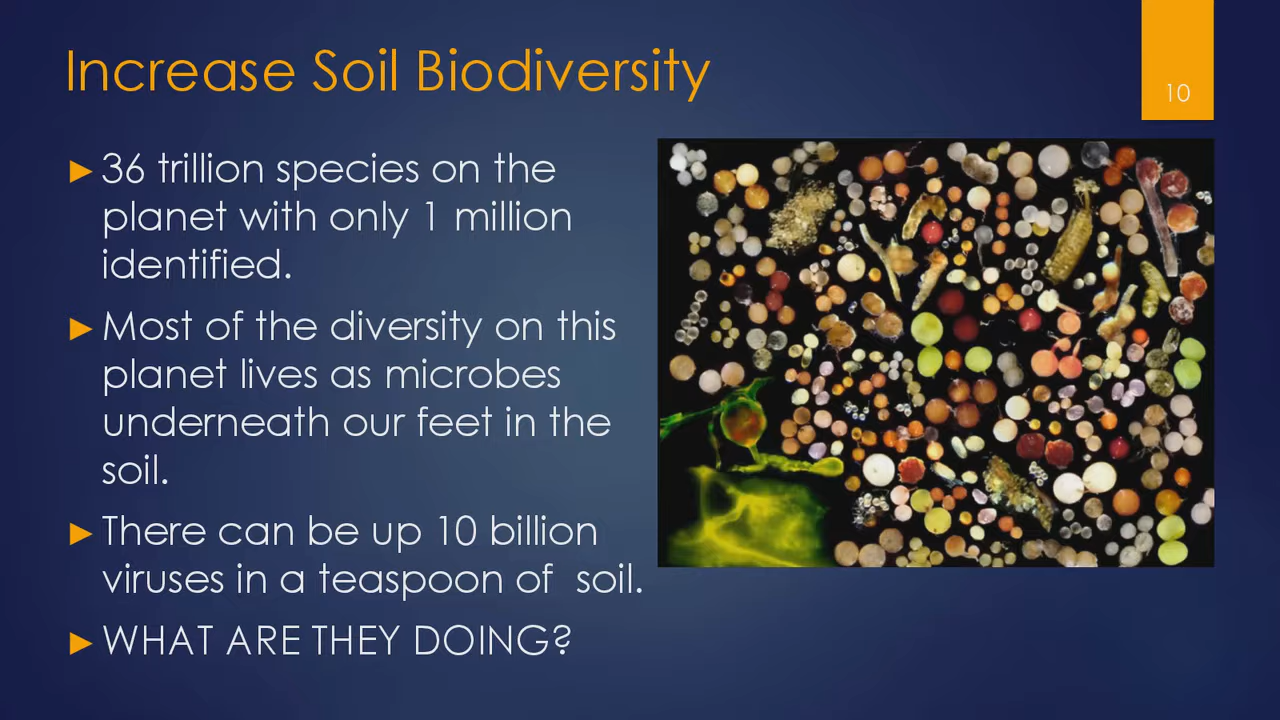 Increase Soil Biodiversity
10
►36 trillion species on the
planet with only 1 million
identified.
►Most of the diversity on this
planet lives as microbes
underneath our feet in the
soil.
►There can be up 10 billion
viruses in a teaspoon of  soil.
►WHAT ARE THEY DOING?